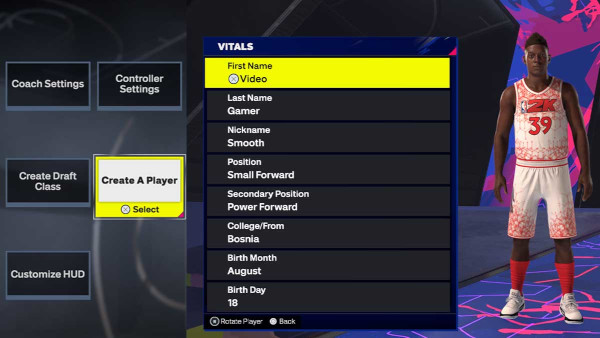 Coach Settings
Controller
Settings
Create Draft
Class
Create A Player
Select
Customize HUD
VITALS
First Name
Video
Last Name
Gamer
Nickname
Smooth
Position
Small Forward
Secondary Position
Power Forward
College/From
Bosnia
Birth Month
August
Birth Day
18
Rotate Player Back
2K
39